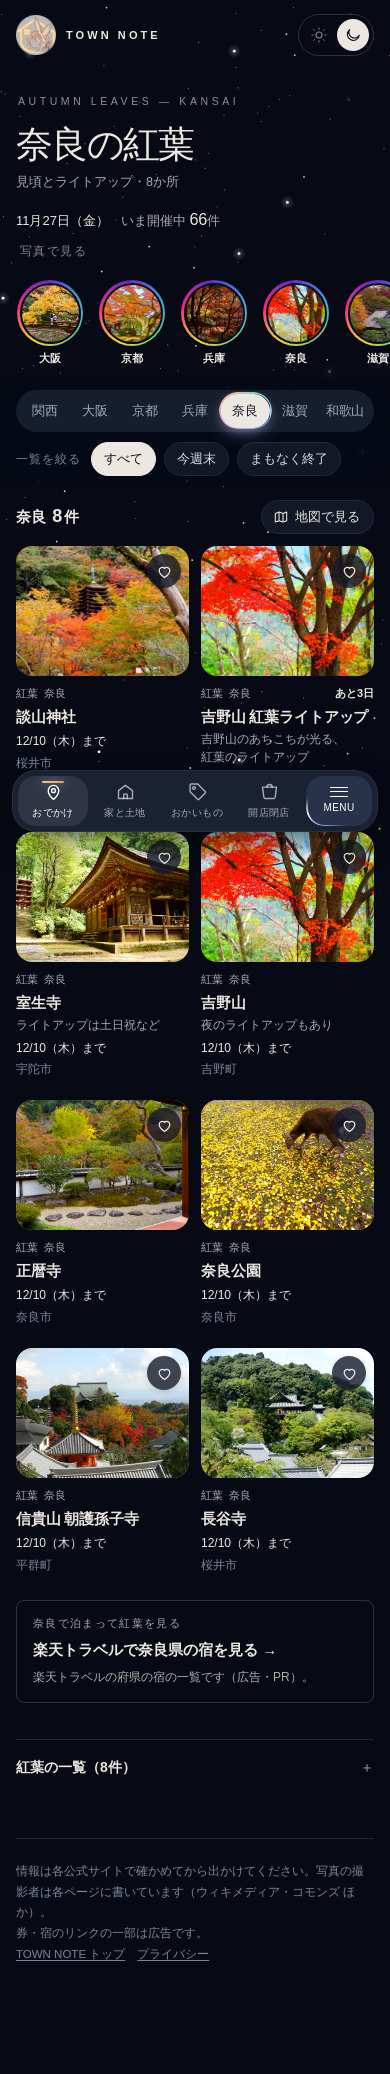 TOWN NOTE
AUTUMN LEAVES — KANSAI
奈良の紅葉
見頃とライトアップ・8か所
11月27日（金） いま開催中 66件
写真で見る
大阪 京都 兵庫 奈良 滋賀
関西 大阪 京都 兵庫 奈良 滋賀 和歌山
一覧を絞る すべて 今週末 まもなく終了
奈良 8件 地図で見る
紅葉 奈良
談山神社
12/10（木）まで
桜井市
紅葉 奈良 あと3日
吉野山 紅葉ライトアップ
吉野山のあちこちが光る、
紅葉のライトアップ
おでかけ 家と土地 おかいもの 開店閉店 MENU
紅葉 奈良
室生寺
ライトアップは土日祝など
12/10（木）まで
宇陀市
紅葉 奈良
吉野山
夜のライトアップもあり
12/10（木）まで
吉野町
紅葉 奈良
正暦寺
12/10（木）まで
奈良市
紅葉 奈良
奈良公園
12/10（木）まで
奈良市
紅葉 奈良
信貴山 朝護孫子寺
12/10（木）まで
平群町
紅葉 奈良
長谷寺
12/10（木）まで
桜井市
奈良で泊まって紅葉を見る
楽天トラベルで奈良県の宿を見る →
楽天トラベルの府県の宿の一覧です（広告・PR）。
紅葉の一覧（8件） +
情報は各公式サイトで確かめてから出かけてください。写真の撮
影者は各ページに書いています（ウィキメディア・コモンズ ほ
か）。
券・宿のリンクの一部は広告です。
TOWN NOTE トップ プライバシー